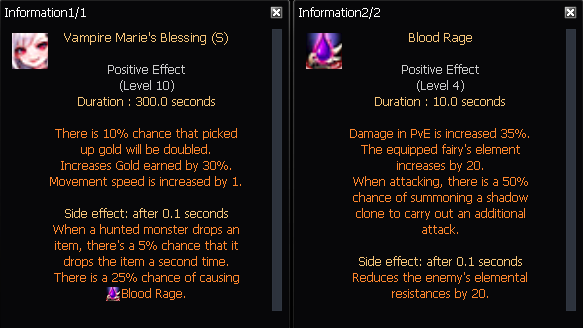 Information1/1
Vampire Marie's Blessing (S)
Positive Effect
(Level 10)
Duration : 300.0 seconds
There is 10% chance that picked
up gold will be doubled.
Increases Gold earned by 30%.
Movement speed is increased by 1.
Side effect: after 0.1 seconds
When a hunted monster drops an
item, there's a 5% chance that it
drops the item a second time.
There is a 25% chance of causing
Blood Rage.
Information2/2
Blood Rage
Positive Effect
(Level 4)
Duration : 10.0 seconds
Damage in PvE is increased 35%.
The equipped fairy's element
increases by 20.
When attacking, there is a 50%
chance of summoning a shadow
clone to carry out an additional
attack.
Side effect: after 0.1 seconds
Reduces the enemy's elemental
resistances by 20.